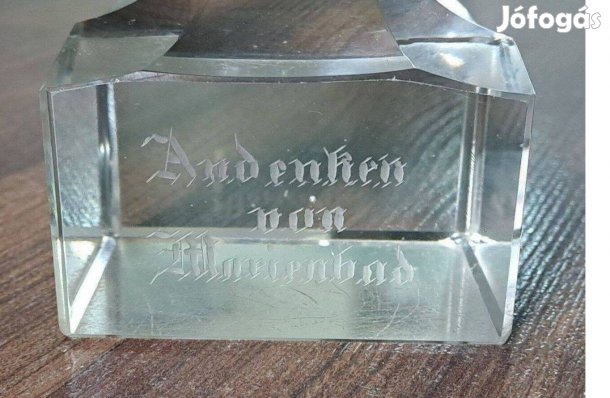 Jófogás
Andenken
von
Marienbad